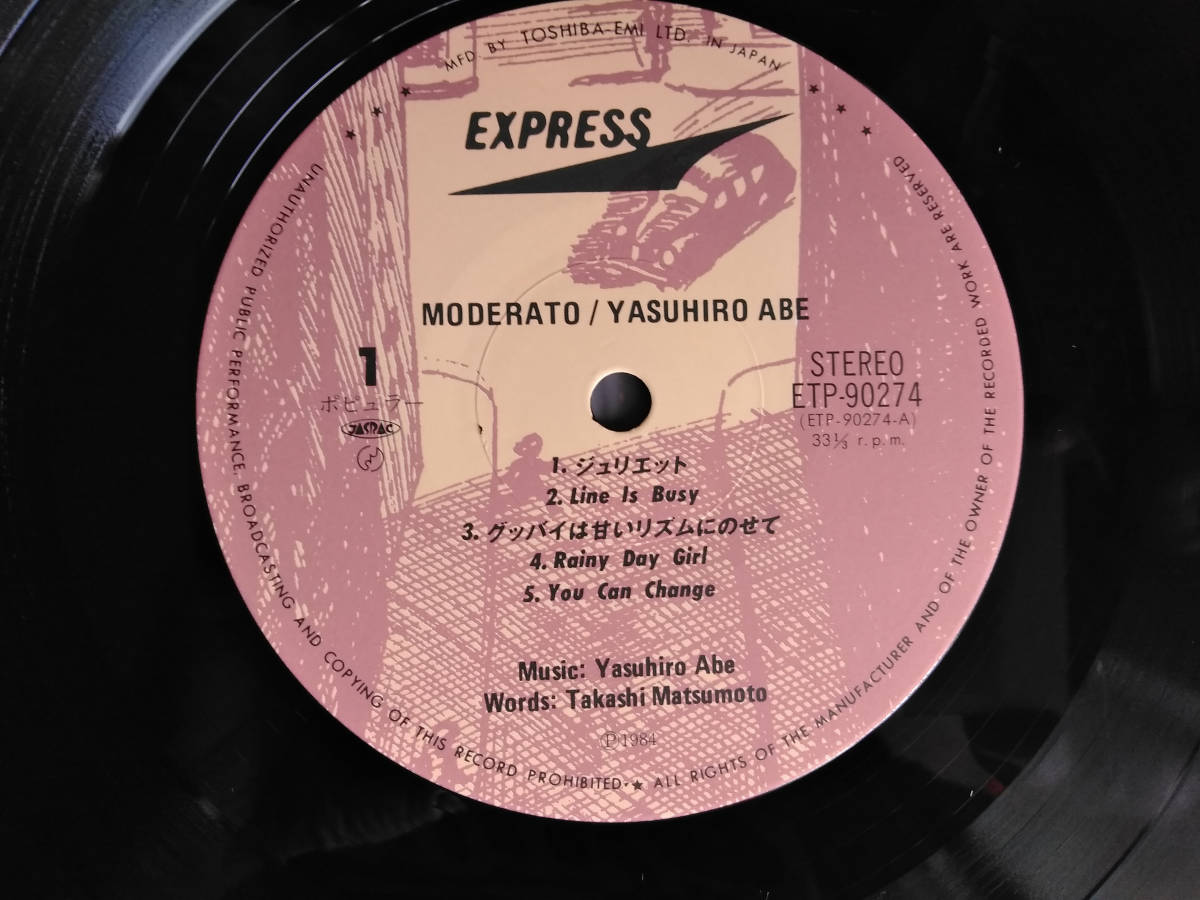 MFD. BY TOSHIBA-EMI LTD. IN JAPAN
EXPRESS
MODERATO / YASUHIRO ABE
1
ポピュラー
JASRAC
STEREO
ETP-90274
(ETP-90274-A)
33⅓ r.p.m.
1. ジュリエット
2. Line Is Busy
3. グッバイは甘いリズムにのせて
4. Rainy Day Girl
5. You Can Change
Music: Yasuhiro Abe
Words: Takashi Matsumoto
Ⓟ1984
UNAUTHORIZED PUBLIC PERFORMANCE, BROADCASTING AND COPYING OF THIS RECORD PROHIBITED. ★ ALL RIGHTS OF THE MANUFACTURER AND OF THE OWNER OF THE RECORDED WORK ARE RESERVED